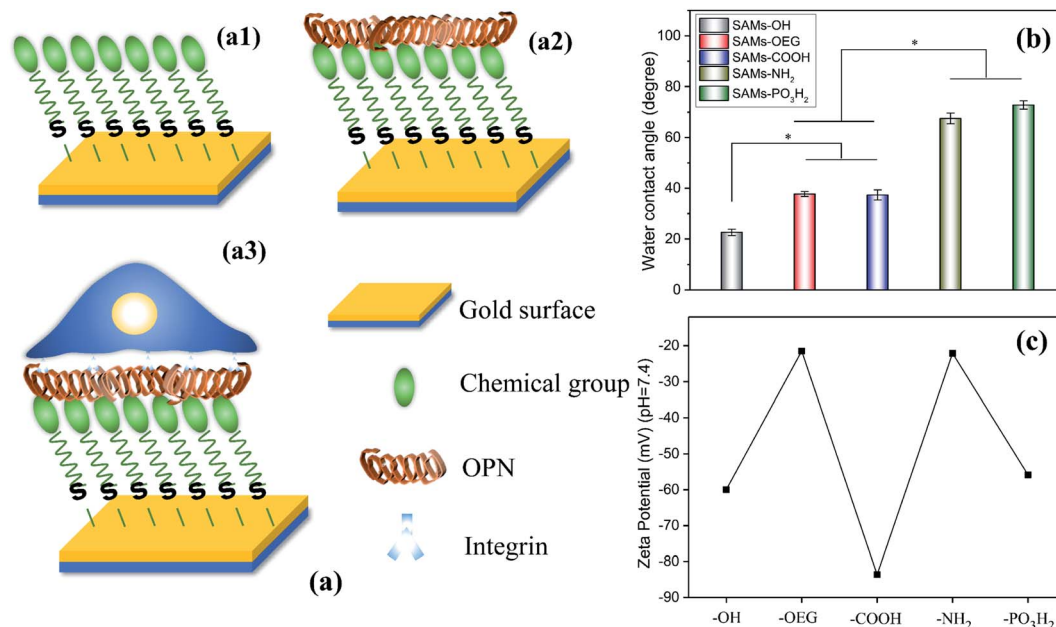 (a1)
S S S S S S S
(a2)
S S S S S S S
(a3)
S S S S S S S
(a)
Gold surface
Chemical group
OPN
Integrin
(b)
SAMs-OH
SAMs-OEG
SAMs-COOH
SAMs-NH₂
SAMs-PO₃H₂
*
*
Water contact angle (degree)
100
80
60
40
20
0
(c)
Zeta Potential (mV) (pH=7.4)
-20
-30
-40
-50
-60
-70
-80
-90
-OH -OEG -COOH -NH₂ -PO₃H₂